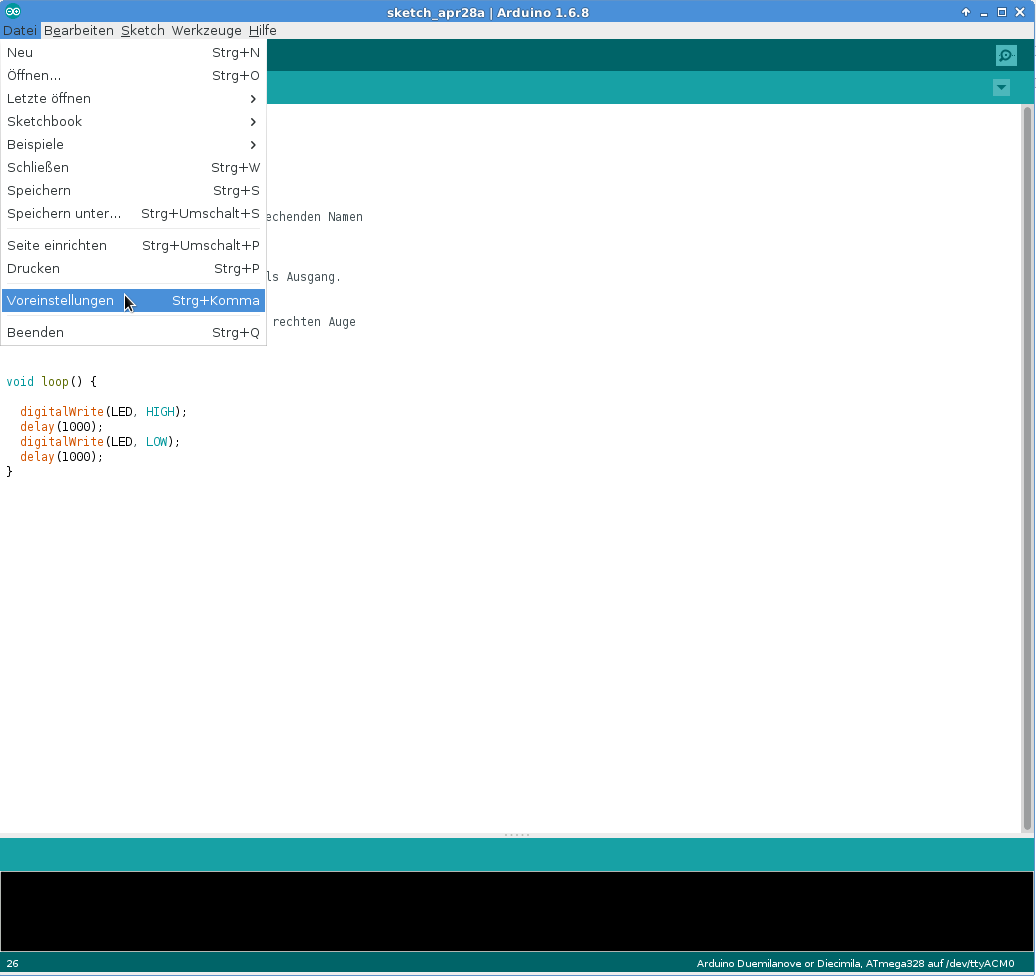 sketch_apr28a | Arduino 1.6.8
Datei Bearbeiten Sketch Werkzeuge Hilfe
Neu Strg+N
Öffnen... Strg+O
Letzte öffnen
Sketchbook
Beispiele
Schließen Strg+W
Speichern Strg+S
Speichern unter... Strg+Umschalt+S
Seite einrichten Strg+Umschalt+P
Drucken Strg+P
Voreinstellungen Strg+Komma
Beenden Strg+Q
echenden Namen
ls Ausgang.
rechten Auge
void loop() {
digitalWrite(LED, HIGH);
delay(1000);
digitalWrite(LED, LOW);
delay(1000);
}
26 Arduino Duemilanove or Diecimila, ATmega328 auf /dev/ttyACM0